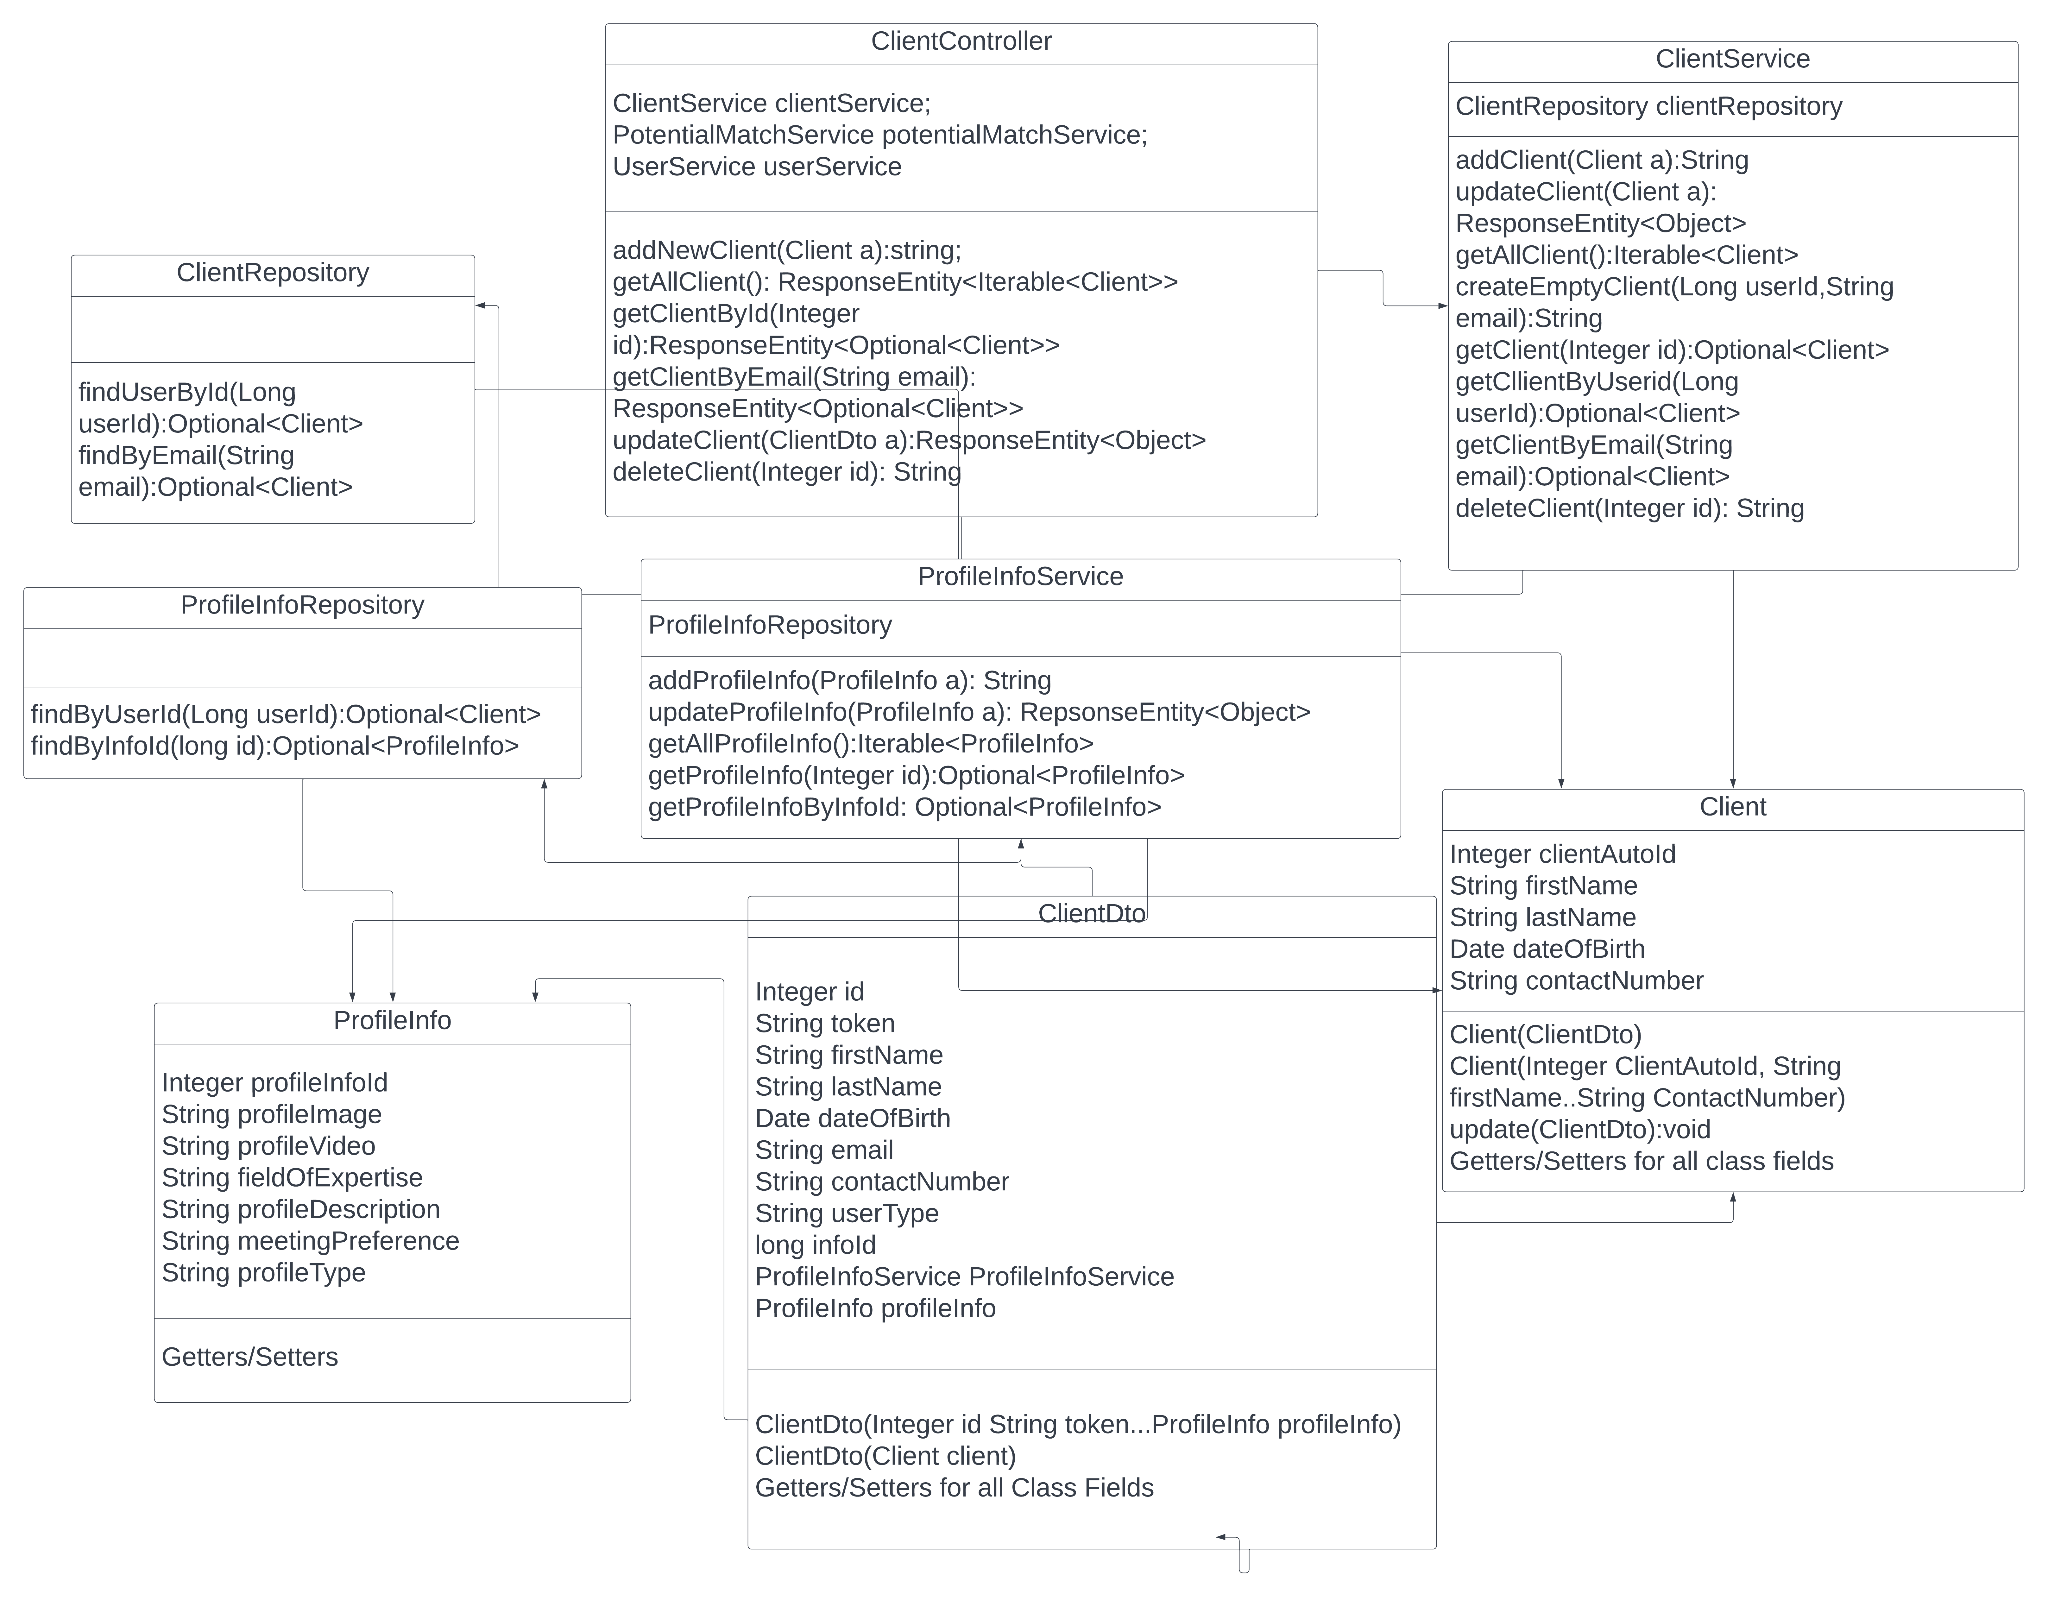 ClientController
ClientService clientService;
PotentialMatchService potentialMatchService;
UserService userService
addNewClient(Client a):string;
getAllClient(): ResponseEntity<Iterable<Client>>
getClientById(Integer
id):ResponseEntity<Optional<Client>>
getClientByEmail(String email):
ResponseEntity<Optional<Client>>
updateClient(ClientDto a):ResponseEntity<Object>
deleteClient(Integer id): String
ClientService
ClientRepository clientRepository
addClient(Client a):String
updateClient(Client a):
ResponseEntity<Object>
getAllClient():Iterable<Client>
createEmptyClient(Long userId,String
email):String
getClient(Integer id):Optional<Client>
getCllientByUserid(Long
userId):Optional<Client>
getClientByEmail(String
email):Optional<Client>
deleteClient(Integer id): String
ClientRepository
findUserById(Long
userId):Optional<Client>
findByEmail(String
email):Optional<Client>
ProfileInfoRepository
findByUserId(Long userId):Optional<Client>
findByInfoId(long id):Optional<ProfileInfo>
ProfileInfoService
ProfileInfoRepository
addProfileInfo(ProfileInfo a): String
updateProfileInfo(ProfileInfo a): RepsonseEntity<Object>
getAllProfileInfo():Iterable<ProfileInfo>
getProfileInfo(Integer id):Optional<ProfileInfo>
getProfileInfoByInfoId: Optional<ProfileInfo>
Client
Integer clientAutoId
String firstName
String lastName
Date dateOfBirth
String contactNumber
Client(ClientDto)
Client(Integer ClientAutoId, String
firstName..String ContactNumber)
update(ClientDto):void
Getters/Setters for all class fields
ProfileInfo
Integer profileInfoId
String profileImage
String profileVideo
String fieldOfExpertise
String profileDescription
String meetingPreference
String profileType
Getters/Setters
ClientDto
Integer id
String token
String firstName
String lastName
Date dateOfBirth
String email
String contactNumber
String userType
long infoId
ProfileInfoService ProfileInfoService
ProfileInfo profileInfo
ClientDto(Integer id String token...ProfileInfo profileInfo)
ClientDto(Client client)
Getters/Setters for all Class Fields